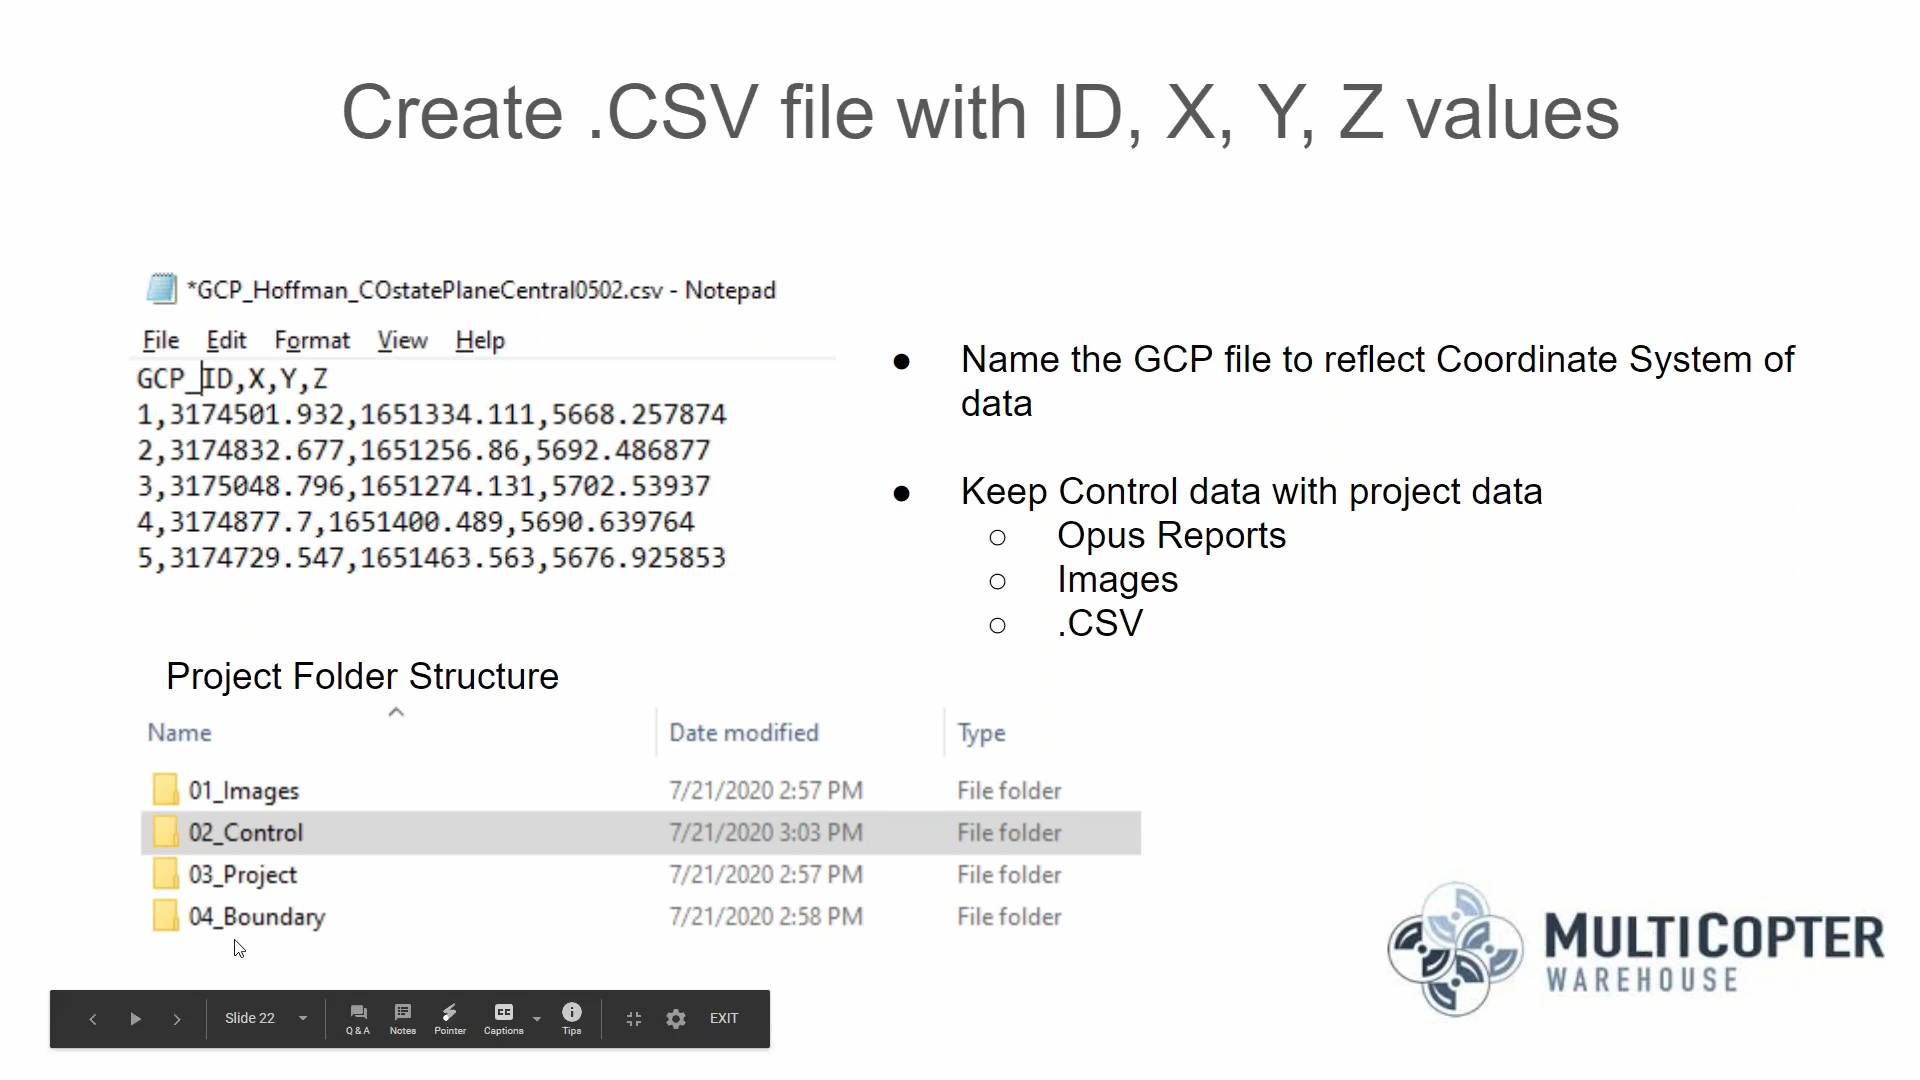 Create .CSV file with ID, X, Y, Z values
*GCP_Hoffman_COstatePlaneCentral0502.csv - Notepad
File Edit Format View Help
GCP_ID,X,Y,Z
1,3174501.932,1651334.111,5668.257874
2,3174832.677,1651256.86,5692.486877
3,3175048.796,1651274.131,5702.53937
4,3174877.7,1651400.489,5690.639764
5,3174729.547,1651463.563,5676.925853
● Name the GCP file to reflect Coordinate System of
data
● Keep Control data with project data
○ Opus Reports
○ Images
○ .CSV
Project Folder Structure
Name Date modified Type
01_Images 7/21/2020 2:57 PM File folder
02_Control 7/21/2020 3:03 PM File folder
03_Project 7/21/2020 2:57 PM File folder
04_Boundary 7/21/2020 2:58 PM File folder
MULTICOPTER
WAREHOUSE
Slide 22 Q & A Notes Pointer CC Captions Tips EXIT